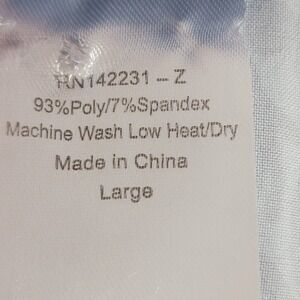 RN142231 - Z
93%Poly/7%Spandex
Machine Wash Low Heat/Dry
Made in China
Large